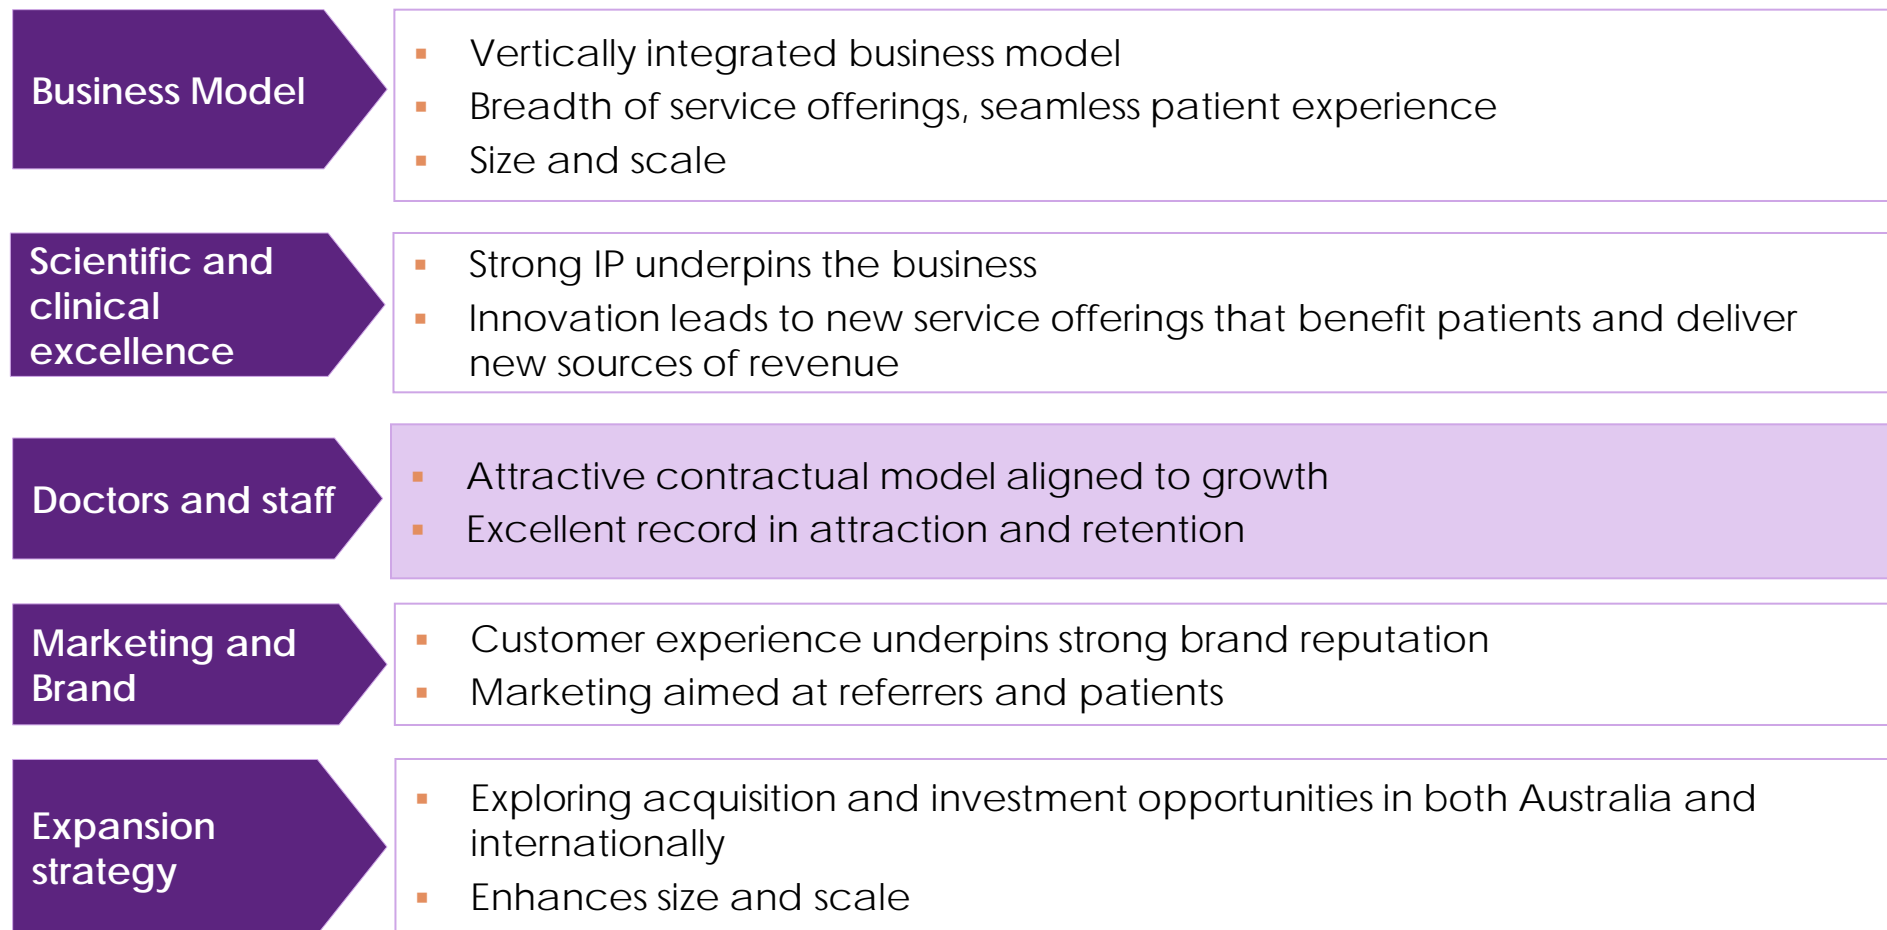 Business Model
▪ Vertically integrated business model
▪ Breadth of service offerings, seamless patient experience
▪ Size and scale
Scientific and
clinical
excellence
▪ Strong IP underpins the business
▪ Innovation leads to new service offerings that benefit patients and deliver
new sources of revenue
Doctors and staff
▪ Attractive contractual model aligned to growth
▪ Excellent record in attraction and retention
Marketing and
Brand
▪ Customer experience underpins strong brand reputation
▪ Marketing aimed at referrers and patients
Expansion
strategy
▪ Exploring acquisition and investment opportunities in both Australia and
internationally
▪ Enhances size and scale